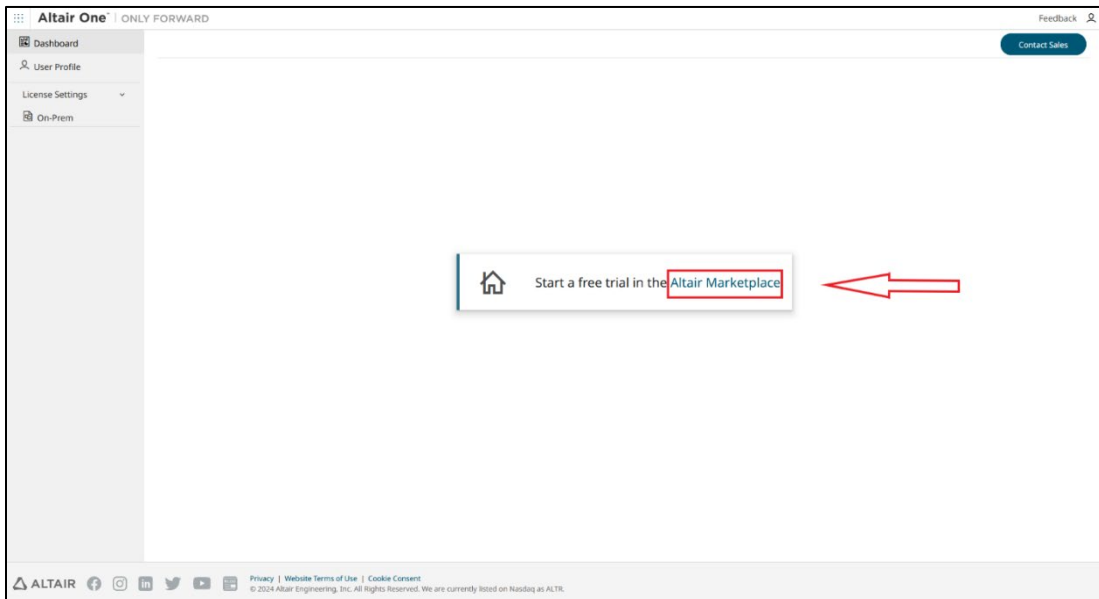 Altair One™ | ONLY FORWARD
Feedback
Dashboard
Contact Sales
User Profile
License Settings
On-Prem
Start a free trial in the Altair Marketplace
ALTAIR
Privacy | Website Terms of Use | Cookie Consent
© 2024 Altair Engineering, Inc. All Rights Reserved. We are currently listed on Nasdaq as ALTR.